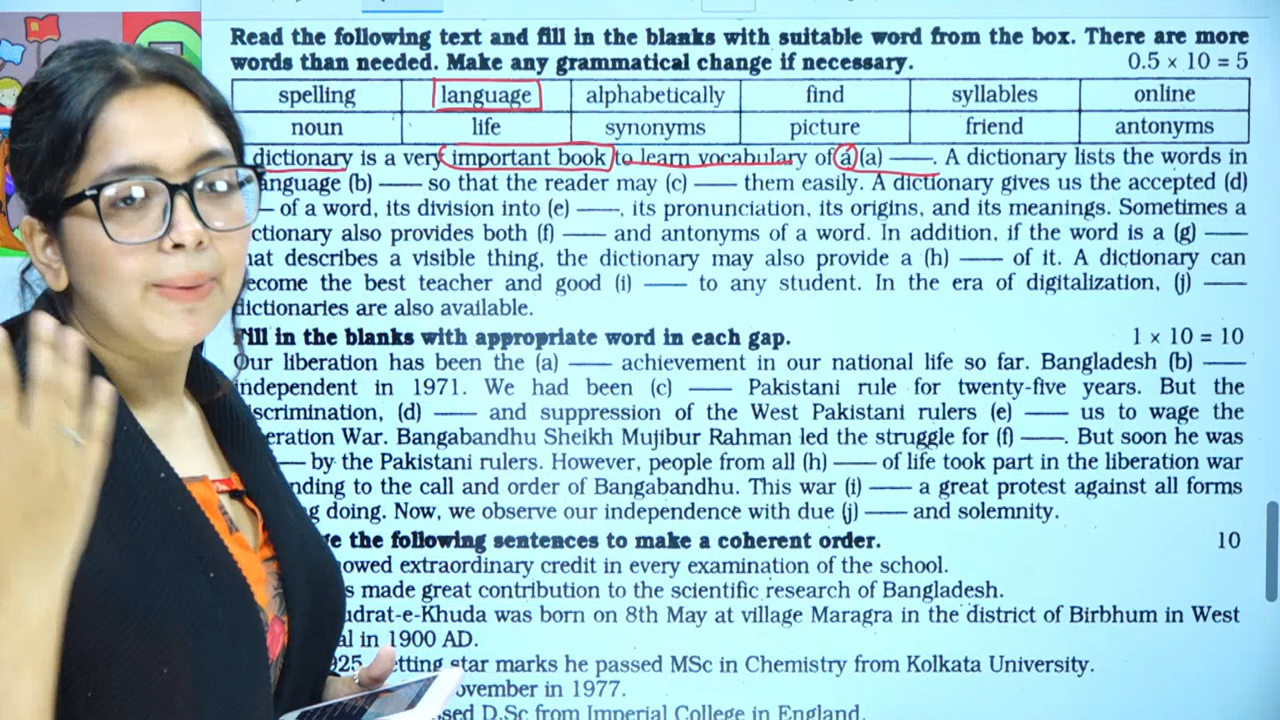 Read the following text and fill in the blanks with suitable word from the box. There are more
words than needed. Make any grammatical change if necessary. 0.5 × 10 = 5
spelling language alphabetically find syllables online
noun life synonyms picture friend antonyms
dictionary is a very important book to learn vocabulary of a (a) ——. A dictionary lists the words in
anguage (b) —— so that the reader may (c) —— them easily. A dictionary gives us the accepted (d)
— of a word, its division into (e) ——, its pronunciation, its origins, and its meanings. Sometimes a
ctionary also provides both (f) —— and antonyms of a word. In addition, if the word is a (g) ——
hat describes a visible thing, the dictionary may also provide a (h) —— of it. A dictionary can
ecome the best teacher and good (i) —— to any student. In the era of digitalization, (j) ——
dictionaries are also available.
Fill in the blanks with appropriate word in each gap. 1 × 10 = 10
Our liberation has been the (a) —— achievement in our national life so far. Bangladesh (b) ——
independent in 1971. We had been (c) —— Pakistani rule for twenty-five years. But the
scrimination, (d) —— and suppression of the West Pakistani rulers (e) —— us to wage the
eration War. Bangabandhu Sheikh Mujibur Rahman led the struggle for (f) ——. But soon he was
—— by the Pakistani rulers. However, people from all (h) —— of life took part in the liberation war
nding to the call and order of Bangabandhu. This war (i) —— a great protest against all forms
g doing. Now, we observe our independence with due (j) —— and solemnity.
ge the following sentences to make a coherent order. 10
howed extraordinary credit in every examination of the school.
s made great contribution to the scientific research of Bangladesh.
udrat-e-Khuda was born on 8th May at village Maragra in the district of Birbhum in West
al in 1900 AD.
925, getting star marks he passed MSc in Chemistry from Kolkata University.
ovember in 1977.
ssed D.Sc from Imperial College in England.